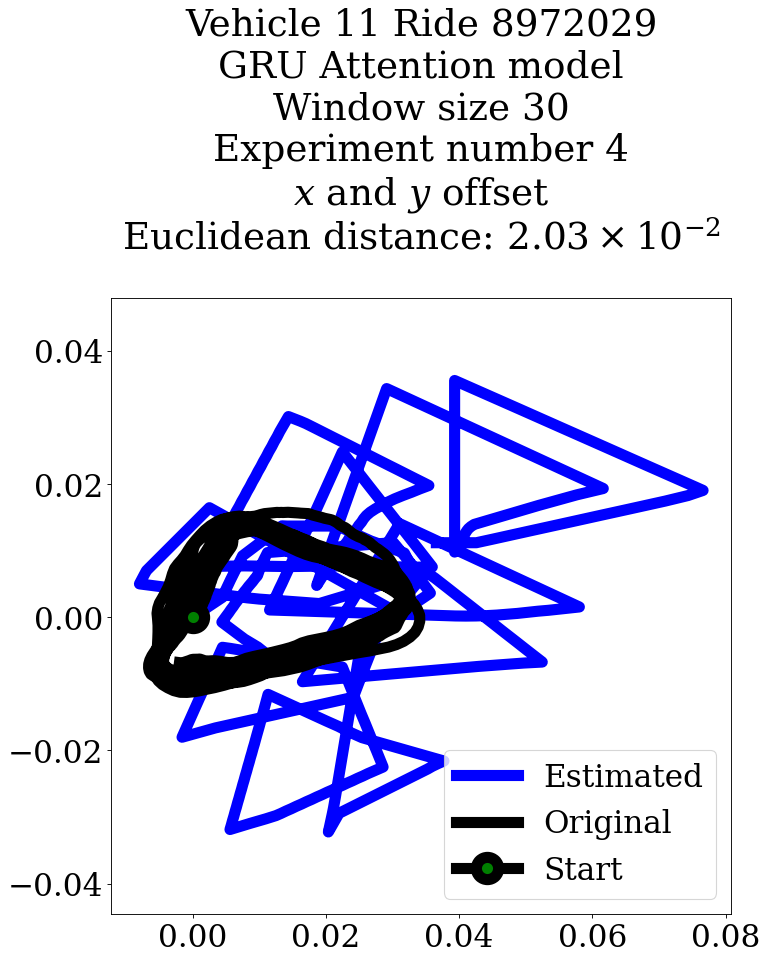 Vehicle 11 Ride 8972029
GRU Attention model
Window size 30
Experiment number 4
x and y offset
Euclidean distance: 2.03 × 10⁻²
0.04
0.02
0.00
−0.02
−0.04
Estimated
Original
Start
0.00 0.02 0.04 0.06 0.08